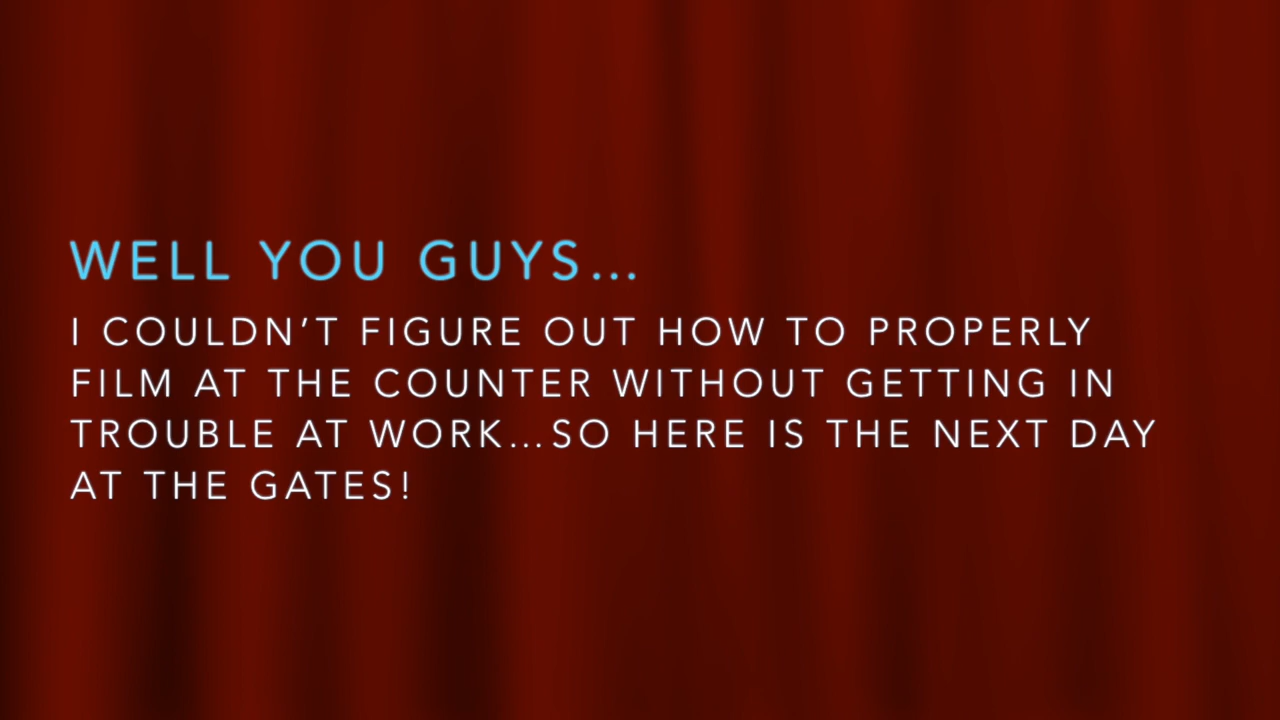 WELL YOU GUYS...
I COULDN’T FIGURE OUT HOW TO PROPERLY
FILM AT THE COUNTER WITHOUT GETTING IN
TROUBLE AT WORK...SO HERE IS THE NEXT DAY
AT THE GATES!